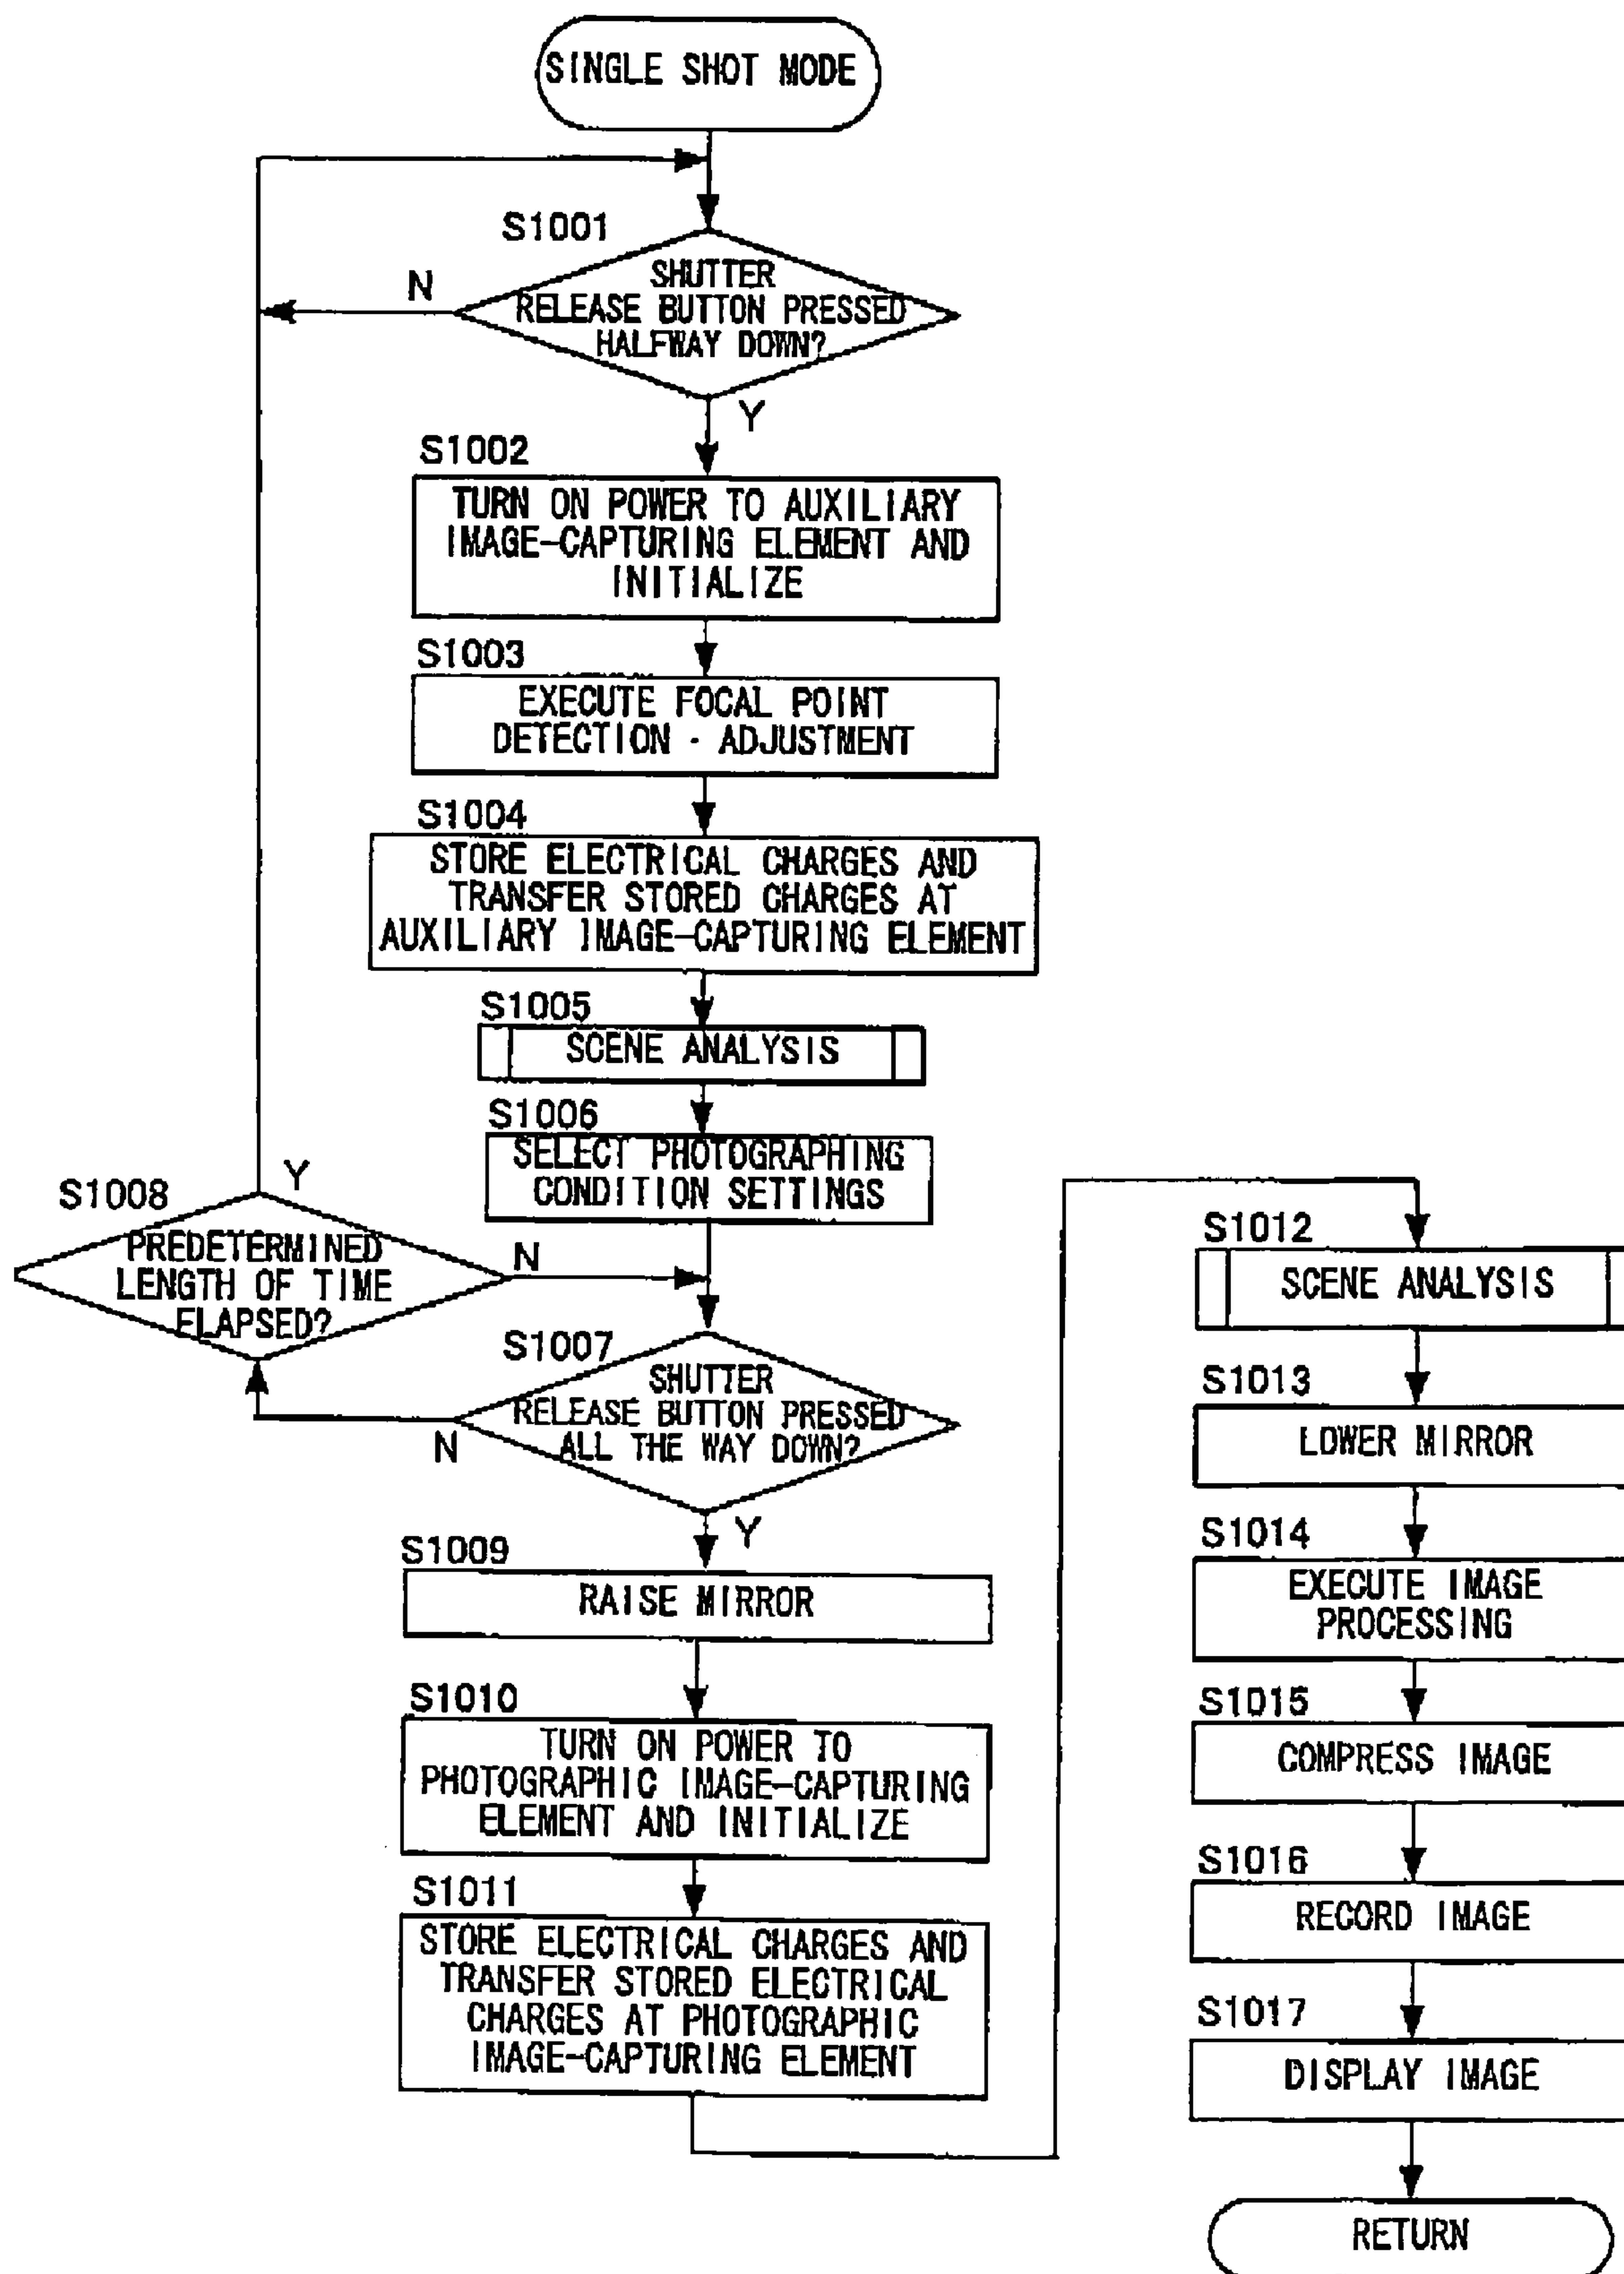 SINGLE SHOT MODE
S1001
SHUTTER
RELEASE BUTTON PRESSED
HALFWAY DOWN?
N
Y
S1002
TURN ON POWER TO AUXILIARY
IMAGE-CAPTURING ELEMENT AND
INITIALIZE
S1003
EXECUTE FOCAL POINT
DETECTION · ADJUSTMENT
S1004
STORE ELECTRICAL CHARGES AND
TRANSFER STORED CHARGES AT
AUXILIARY IMAGE-CAPTURING ELEMENT
S1005
SCENE ANALYSIS
S1006
SELECT PHOTOGRAPHING
CONDITION SETTINGS
S1008
Y
PREDETERMINED
LENGTH OF TIME
ELAPSED?
N
S1007
SHUTTER
RELEASE BUTTON PRESSED
ALL THE WAY DOWN?
N
Y
S1009
RAISE MIRROR
S1010
TURN ON POWER TO
PHOTOGRAPHIC IMAGE-CAPTURING
ELEMENT AND INITIALIZE
S1011
STORE ELECTRICAL CHARGES AND
TRANSFER STORED ELECTRICAL
CHARGES AT PHOTOGRAPHIC
IMAGE-CAPTURING ELEMENT
S1012
SCENE ANALYSIS
S1013
LOWER MIRROR
S1014
EXECUTE IMAGE
PROCESSING
S1015
COMPRESS IMAGE
S1016
RECORD IMAGE
S1017
DISPLAY IMAGE
RETURN